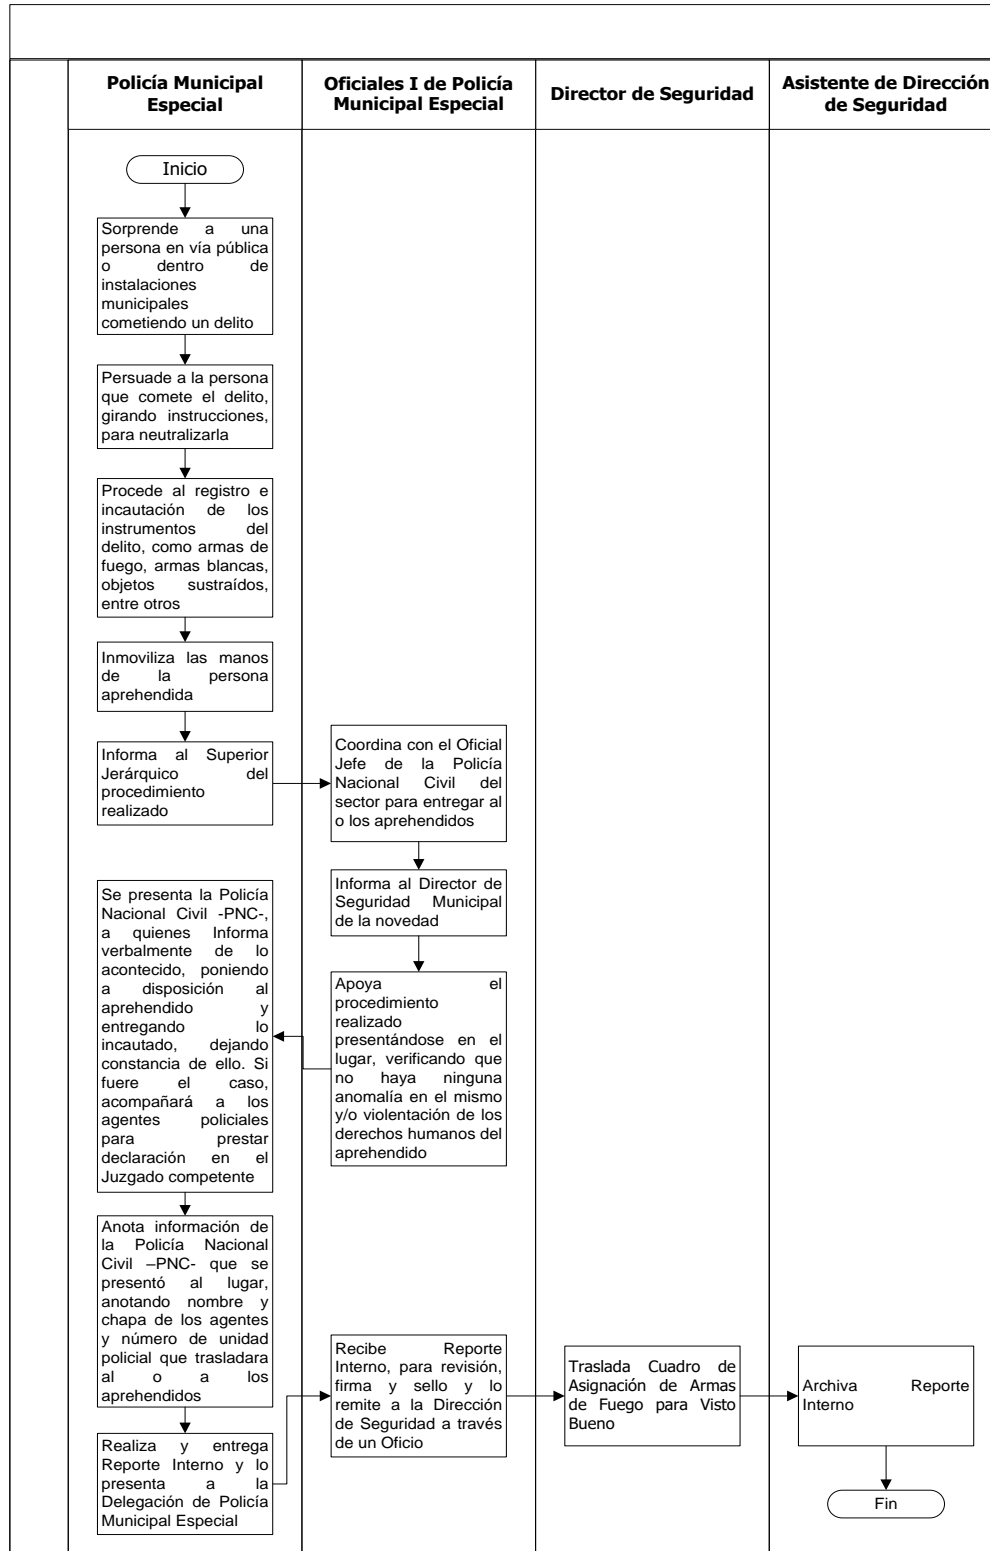 Policía Municipal
Especial
Oficiales I de Policía
Municipal Especial
Director de Seguridad
Asistente de Dirección
de Seguridad
Inicio
Sorprende a una
persona en vía pública
o dentro de
instalaciones
municipales
cometiendo un delito
Persuade a la persona
que comete el delito,
girando instrucciones,
para neutralizarla
Procede al registro e
incautación de los
instrumentos del
delito, como armas de
fuego, armas blancas,
objetos sustraídos,
entre otros
Inmoviliza las manos
de la persona
aprehendida
Informa al Superior
Jerárquico del
procedimiento
realizado
Coordina con el Oficial
Jefe de la Policía
Nacional Civil del
sector para entregar al
o los aprehendidos
Informa al Director de
Seguridad Municipal
de la novedad
Apoya el
procedimiento
realizado
presentándose en el
lugar, verificando que
no haya ninguna
anomalía en el mismo
y/o violentación de los
derechos humanos del
aprehendido
Se presenta la Policía
Nacional Civil -PNC-,
a quienes Informa
verbalmente de lo
acontecido, poniendo
a disposición al
aprehendido y
entregando lo
incautado, dejando
constancia de ello. Si
fuere el caso,
acompañará a los
agentes policiales
para prestar
declaración en el
Juzgado competente
Anota información de
la Policía Nacional
Civil –PNC- que se
presentó al lugar,
anotando nombre y
chapa de los agentes
y número de unidad
policial que trasladara
al o a los
aprehendidos
Realiza y entrega
Reporte Interno y lo
presenta a la
Delegación de Policía
Municipal Especial
Recibe Reporte
Interno, para revisión,
firma y sello y lo
remite a la Dirección
de Seguridad a través
de un Oficio
Traslada Cuadro de
Asignación de Armas
de Fuego para Visto
Bueno
Archiva Reporte
Interno
Fin